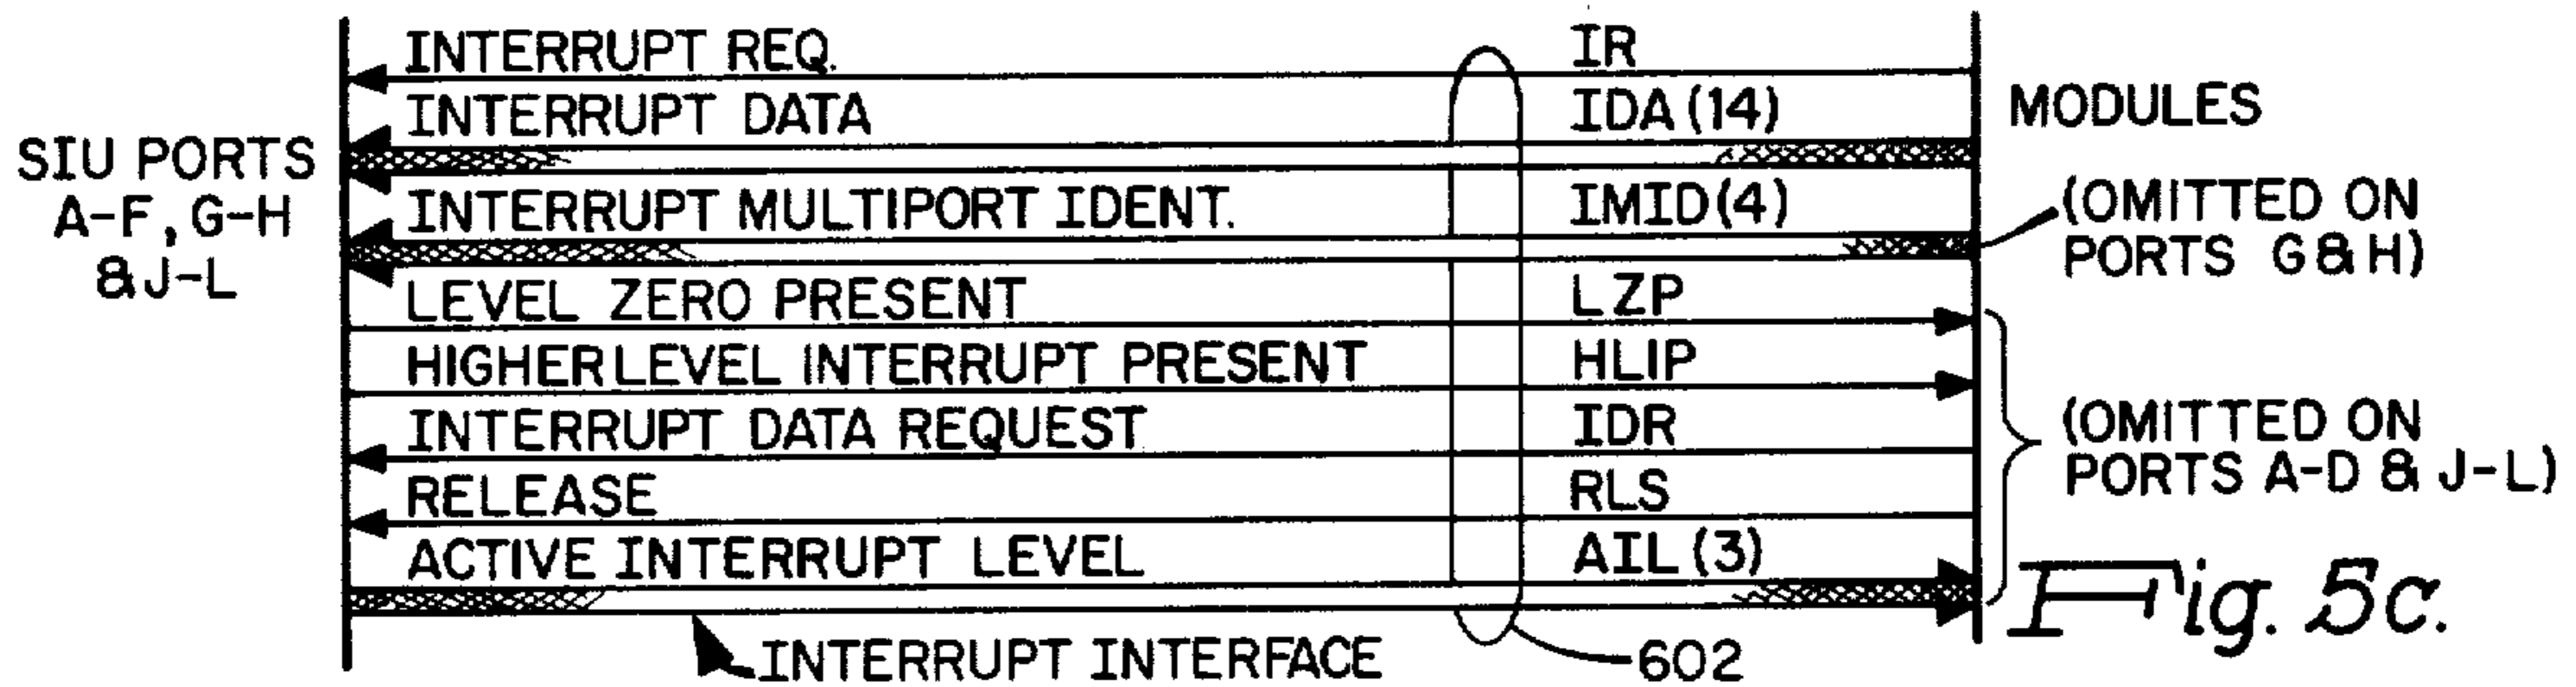 INTERRUPT REQ. IR
INTERRUPT DATA IDA (14)
INTERRUPT MULTIPORT IDENT. IMID (4)
LEVEL ZERO PRESENT LZP
HIGHER LEVEL INTERRUPT PRESENT HLIP
INTERRUPT DATA REQUEST IDR
RELEASE RLS
ACTIVE INTERRUPT LEVEL AIL (3)
SIU PORTS
A-F, G-H
& J-L
MODULES
(OMITTED ON
PORTS G & H)
(OMITTED ON
PORTS A-D & J-L)
INTERRUPT INTERFACE
602
Fig. 5c.